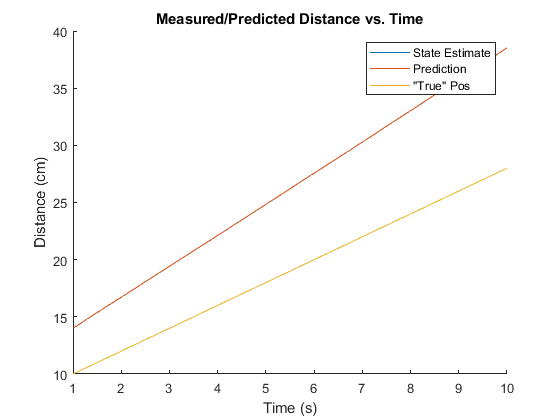 Measured/Predicted Distance vs. Time
State Estimate
Prediction
"True" Pos
40
35
30
25
20
15
10
Distance (cm)
1 2 3 4 5 6 7 8 9 10
Time (s)